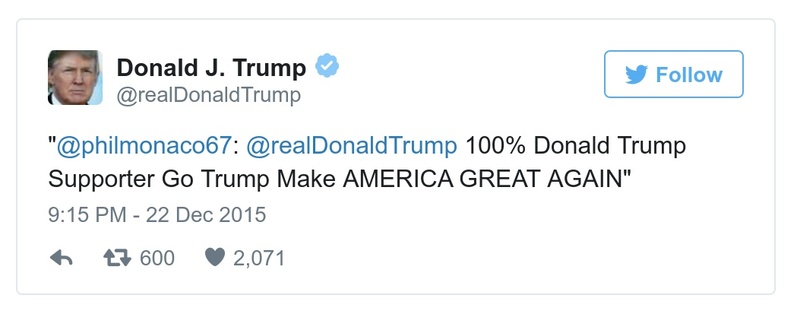 Donald J. Trump
@realDonaldTrump
Follow
"@philmonaco67: @realDonaldTrump 100% Donald Trump
Supporter Go Trump Make AMERICA GREAT AGAIN"
9:15 PM - 22 Dec 2015
600 2,071